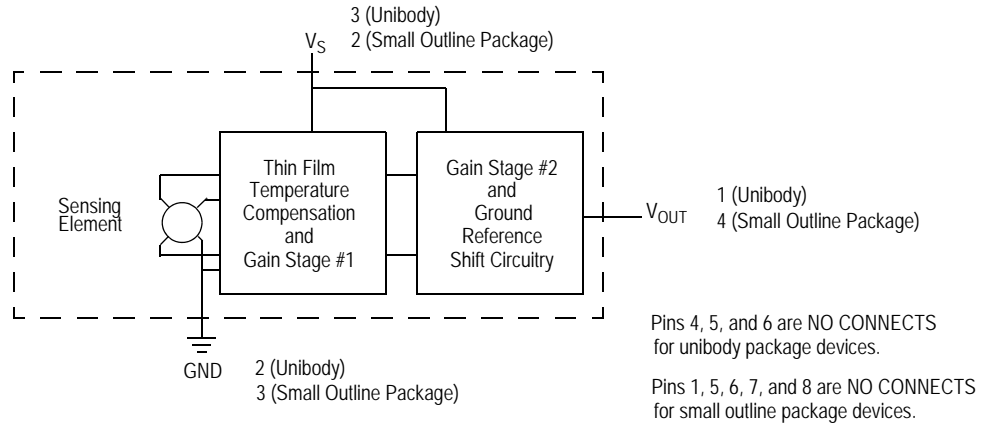 3 (Unibody)
V_S 2 (Small Outline Package)
Thin Film
Temperature
Compensation
and
Gain Stage #1
Gain Stage #2
and
Ground
Reference
Shift Circuitry
Sensing
Element
V_OUT
1 (Unibody)
4 (Small Outline Package)
GND
2 (Unibody)
3 (Small Outline Package)
Pins 4, 5, and 6 are NO CONNECTS
for unibody package devices.
Pins 1, 5, 6, 7, and 8 are NO CONNECTS
for small outline package devices.